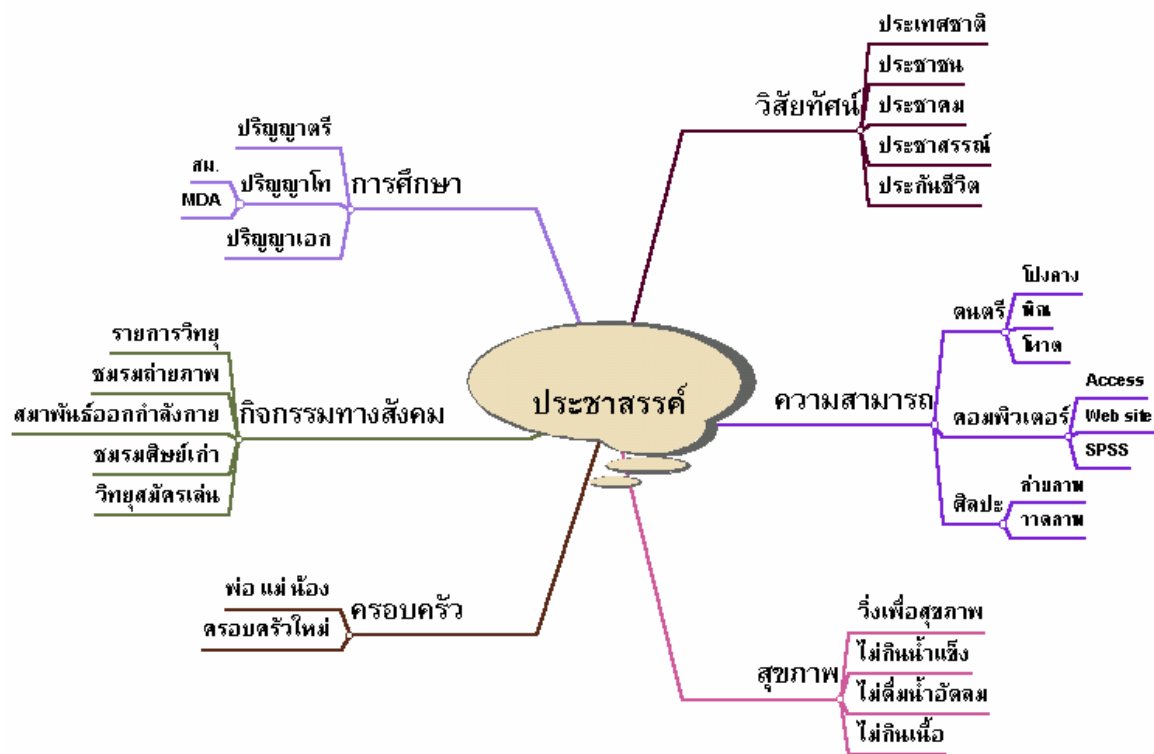 ประชาสรรค์
วิสัยทัศน์
ประเทศชาติ
ประชาชน
ประชาคม
ประชาสรรณ์
ประกันชีวิต
ความสามารถ
ดนตรี
โปงลาง
พิณ
โหวด
คอมพิวเตอร์
Access
Web site
SPSS
ศิลปะ
ถ่ายภาพ
วาดภาพ
สุขภาพ
วิ่งเพื่อสุขภาพ
ไม่กินน้ำแข็ง
ไม่ดื่มน้ำอัดลม
ไม่กินเนื้อ
ครอบครัว
พ่อ แม่ น้อง
ครอบครัวใหม่
กิจกรรมทางสังคม
รายการวิทยุ
ชมรมถ่ายภาพ
สมาพันธ์ออกกำลังกาย
ชมรมศิษย์เก่า
วิทยุสมัครเล่น
การศึกษา
ปริญญาตรี
ปริญญาโท
สม.
MDA
ปริญญาเอก